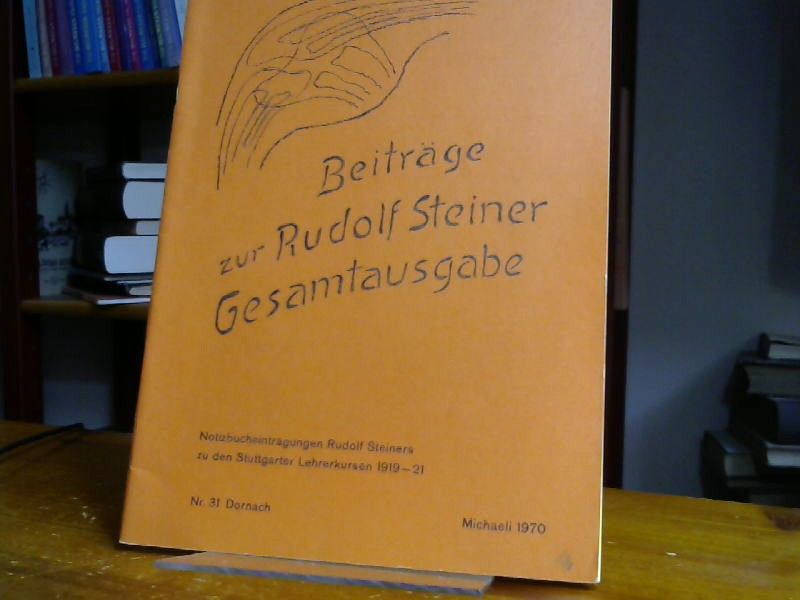 Beiträge
zur Rudolf Steiner
Gesamtausgabe
Notizbucheintragungen Rudolf Steiners
zu den Stuttgarter Lehrerkursen 1919–21
Nr. 31 Dornach
Michaeli 1970